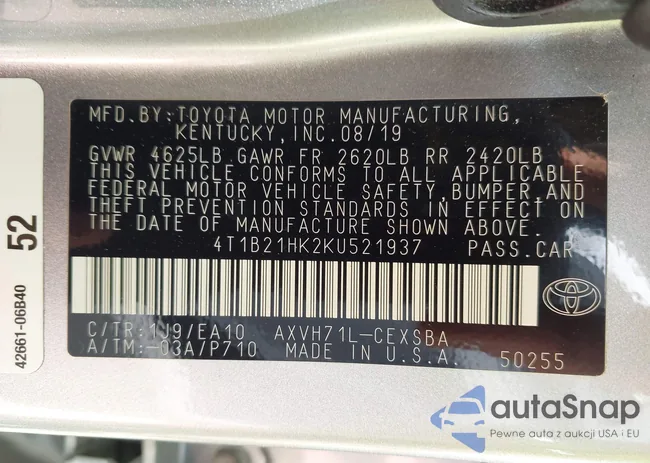 MFD.BY:TOYOTA MOTOR MANUFACTURING,
KENTUCKY,INC.08/19
GVWR 4625LB GAWR FR 2620LB RR 2420LB
THIS VEHICLE CONFORMS TO ALL APPLICABLE
FEDERAL MOTOR VEHICLE SAFETY,BUMPER,AND
THEFT PREVENTION STANDARDS IN EFFECT ON
THE DATE OF MANUFACTURE SHOWN ABOVE.
4T1B21HK2KU521937 PASS.CAR
C/TR:1J9/EA10 AXVH71L-CEXSBA
A/TM:-03A/P710 MADE IN U.S.A. 50255
52
42661-06B40
autaSnap
Pewne auta z aukcji USA i EU